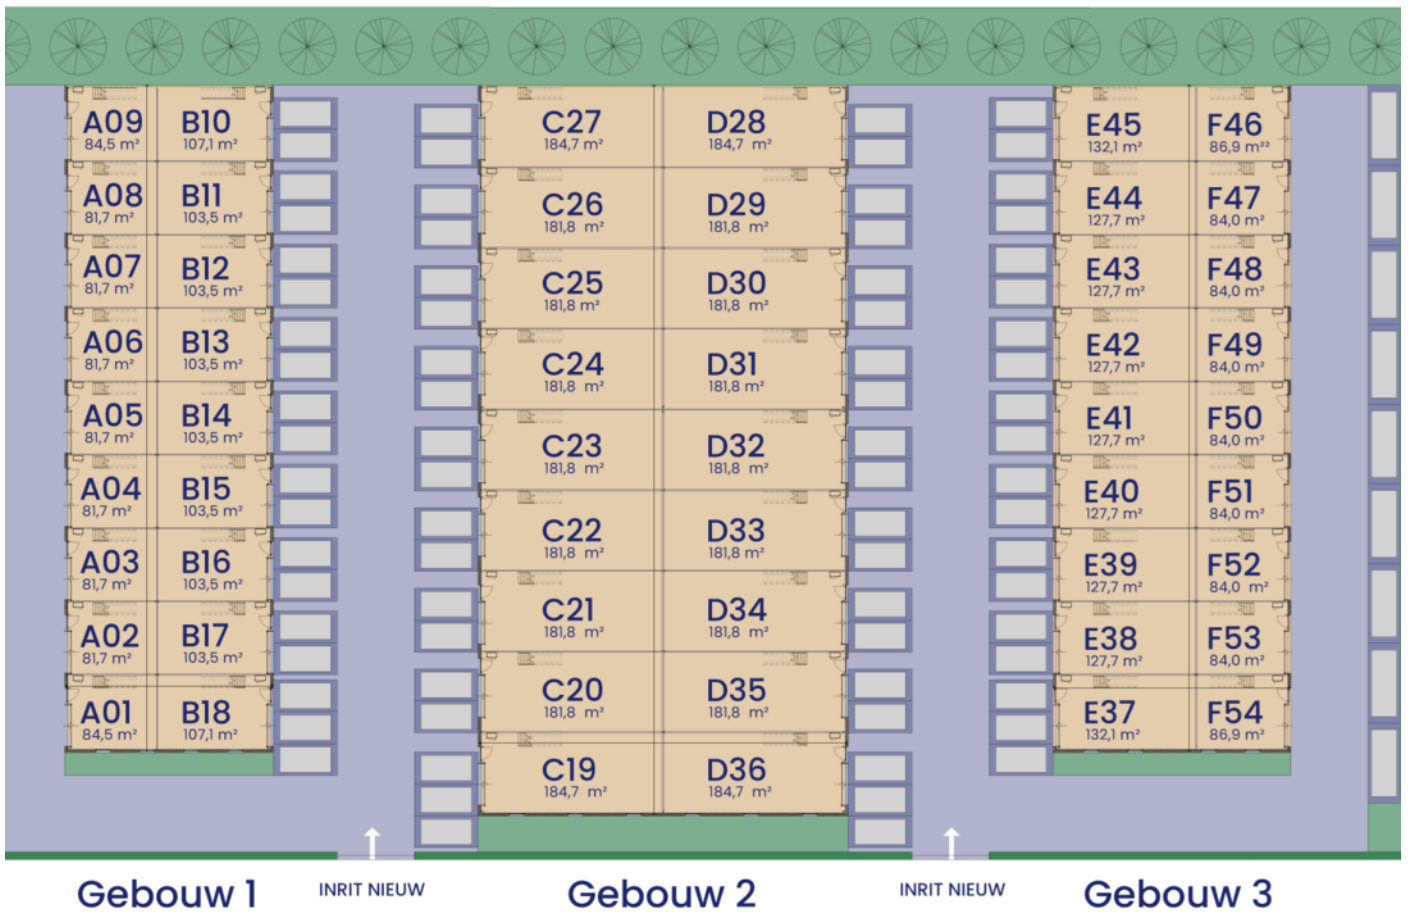 A09
84,5 m²
B10
107,1 m²
A08
81,7 m²
B11
103,5 m²
A07
81,7 m²
B12
103,5 m²
A06
81,7 m²
B13
103,5 m²
A05
81,7 m²
B14
103,5 m²
A04
81,7 m²
B15
103,5 m²
A03
81,7 m²
B16
103,5 m²
A02
81,7 m²
B17
103,5 m²
A01
84,5 m²
B18
107,1 m²
C27
184,7 m²
D28
184,7 m²
C26
181,8 m²
D29
181,8 m²
C25
181,8 m²
D30
181,8 m²
C24
181,8 m²
D31
181,8 m²
C23
181,8 m²
D32
181,8 m²
C22
181,8 m²
D33
181,8 m²
C21
181,8 m²
D34
181,8 m²
C20
181,8 m²
D35
181,8 m²
C19
184,7 m²
D36
184,7 m²
E45
132,1 m²
F46
86,9 m²²
E44
127,7 m²
F47
84,0 m²
E43
127,7 m²
F48
84,0 m²
E42
127,7 m²
F49
84,0 m²
E41
127,7 m²
F50
84,0 m²
E40
127,7 m²
F51
84,0 m²
E39
127,7 m²
F52
84,0 m²
E38
127,7 m²
F53
84,0 m²
E37
132,1 m²
F54
86,9 m²
Gebouw 1
INRIT NIEUW
Gebouw 2
INRIT NIEUW
Gebouw 3